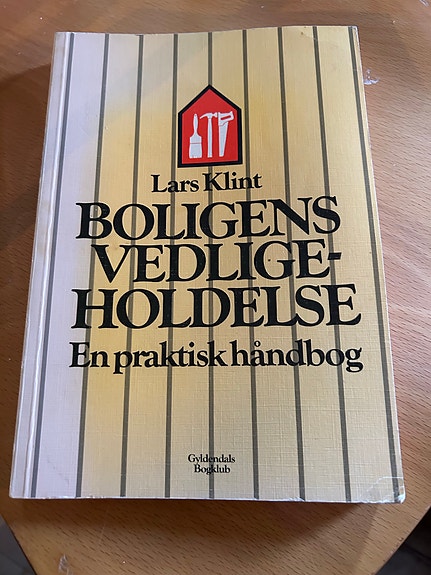 Lars Klint
BOLIGENS
VEDLIGE-
HOLDELSE
En praktisk håndbog
Gyldendals
Bogklub